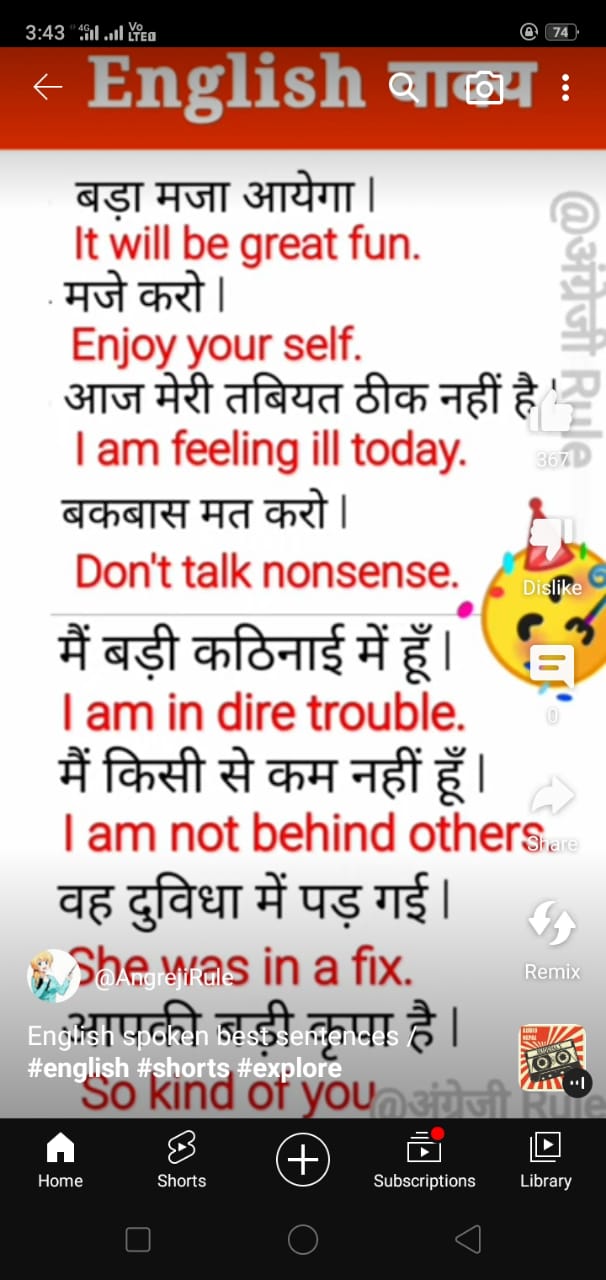 3:43 4G Vo LTE 74
English वाक्य
बड़ा मजा आयेगा |
It will be great fun.
. मजे करो |
Enjoy your self.
आज मेरी तबियत ठीक नहीं है |
I am feeling ill today.
बकबास मत करो |
Don't talk nonsense.
मैं बड़ी कठिनाई में हूँ |
I am in dire trouble.
मैं किसी से कम नहीं हूँ |
I am not behind others.
वह दुविधा में पड़ गई |
She was in a fix.
आपकी बड़ी कृपा है |
So kind of you
@अंग्रेजी Rule
@अंग्रेजी Rule
367
Dislike
0
Share
Remix
@AngrejiRule
English spoken best sentences /
#english #shorts #explore
Home Shorts Subscriptions Library